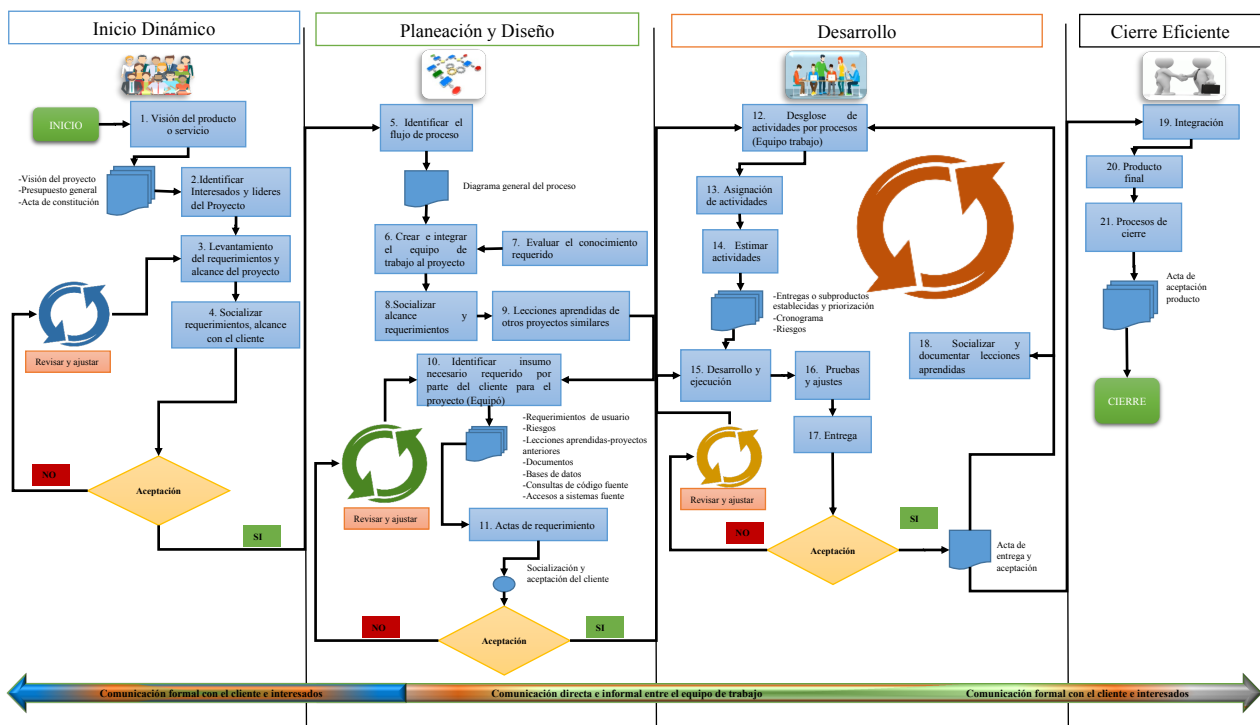 Inicio Dinámico
INICIO
1. Visión del producto
o servicio
-Visión del proyecto
-Presupuesto general
-Acta de constitución
2.Identificar
Interesados y lideres
del Proyecto
3. Levantamiento
del requerimientos y
alcance del proyecto
4. Socializar
requerimientos, alcance
con el cliente
Revisar y ajustar
NO
Aceptación
SI
Planeación y Diseño
5. Identificar el
flujo de proceso
Diagrama general del proceso
6. Crear e integrar
el equipo de
trabajo al proyecto
7. Evaluar el conocimiento
requerido
8.Socializar
alcance y
requerimientos
9. Lecciones aprendidas de
otros proyectos similares
10. Identificar insumo
necesario requerido por
parte del cliente para el
proyecto (Equipó)
-Requerimientos de usuario
-Riesgos
-Lecciones aprendidas-proyectos
anteriores
-Documentos
-Bases de datos
-Consultas de código fuente
-Accesos a sistemas fuente
Revisar y ajustar
11. Actas de requerimiento
Socialización y
aceptación del cliente
NO
Aceptación
SI
Desarrollo
12. Desglose de
actividades por procesos
(Equipo trabajo)
13. Asignación
de actividades
14. Estimar
actividades
-Entregas o subproductos
establecidas y priorización
-Cronograma
-Riesgos
15. Desarrollo y
ejecución
16. Pruebas
y ajustes
17. Entrega
18. Socializar y
documentar lecciones
aprendidas
Revisar y ajustar
NO
Aceptación
SI
Acta de
entrega y
aceptación
Cierre Eficiente
19. Integración
20. Producto
final
21. Procesos de
cierre
Acta de
aceptación
producto
CIERRE
Comunicación formal con el cliente e interesados
Comunicación directa e informal entre el equipo de trabajo
Comunicación formal con el cliente e interesados